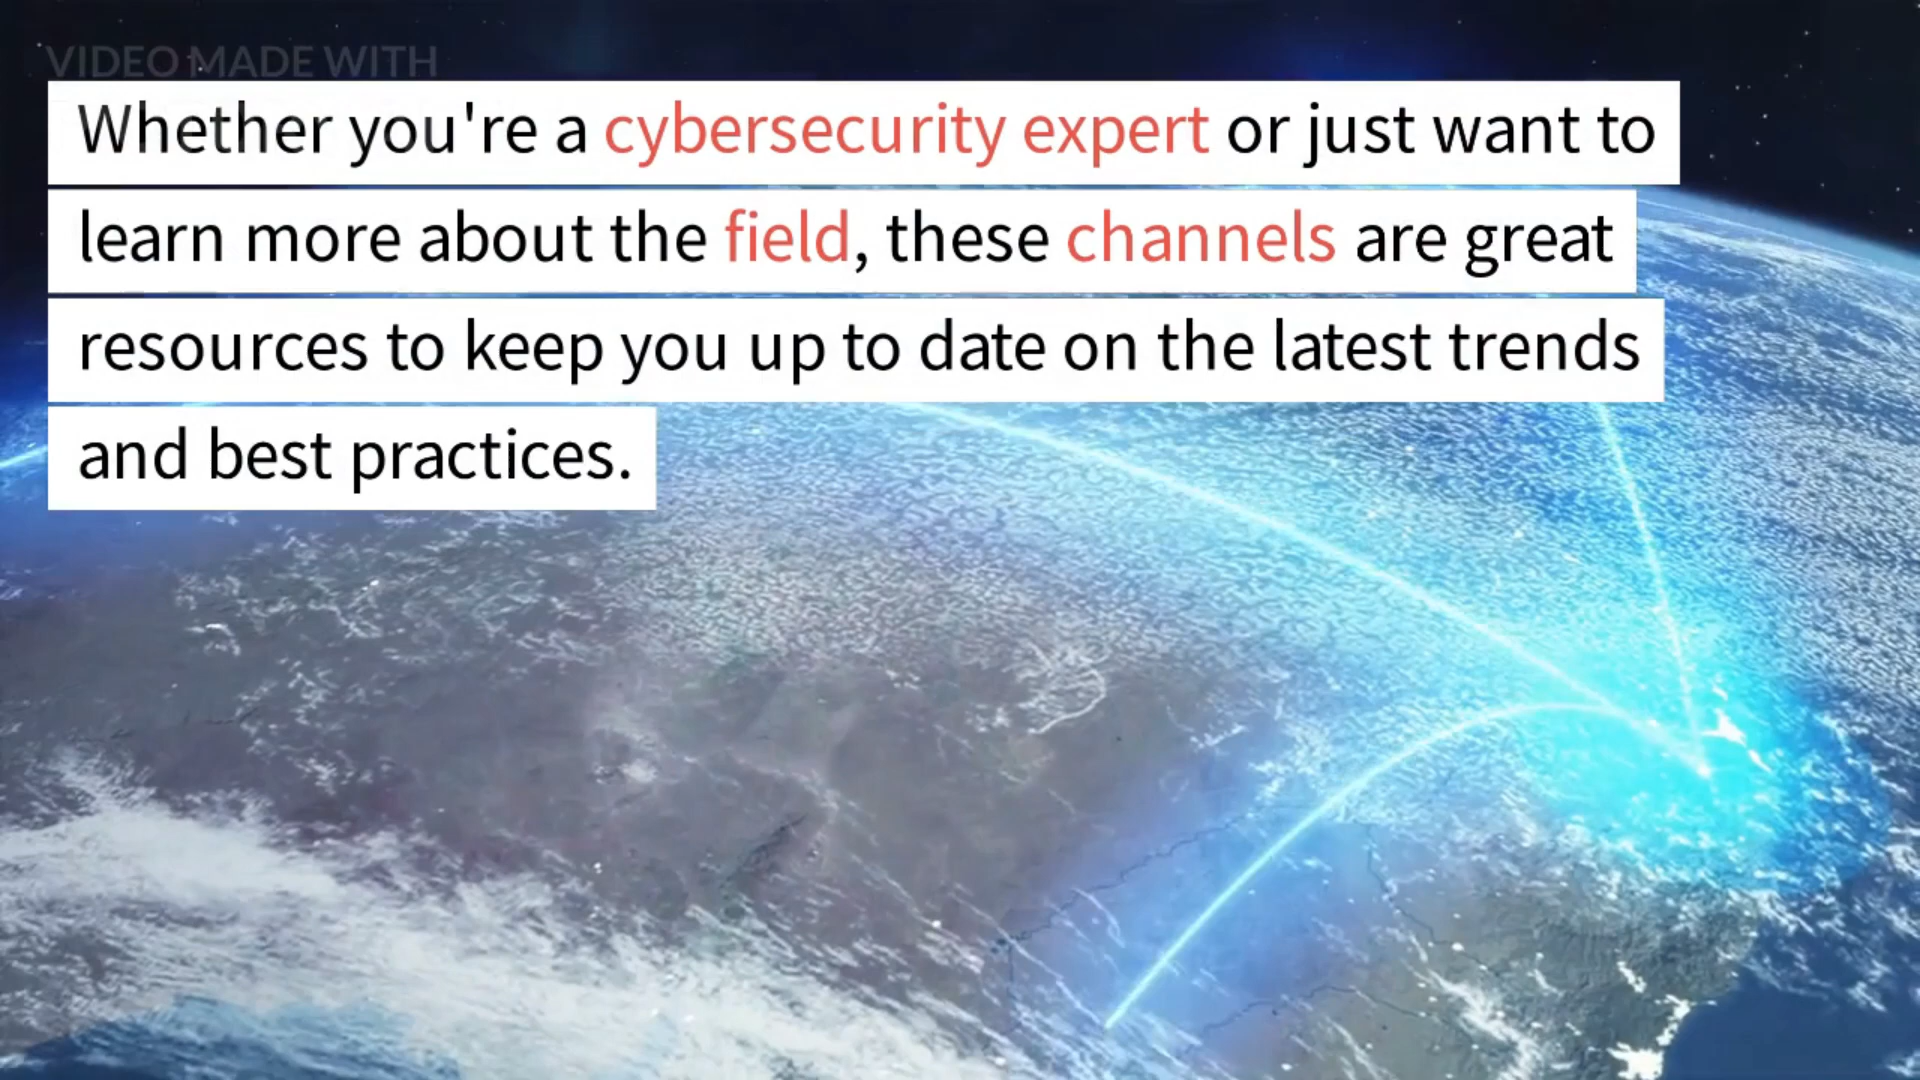 VIDEO MADE WITH
Whether you're a cybersecurity expert or just want to
learn more about the field, these channels are great
resources to keep you up to date on the latest trends
and best practices.